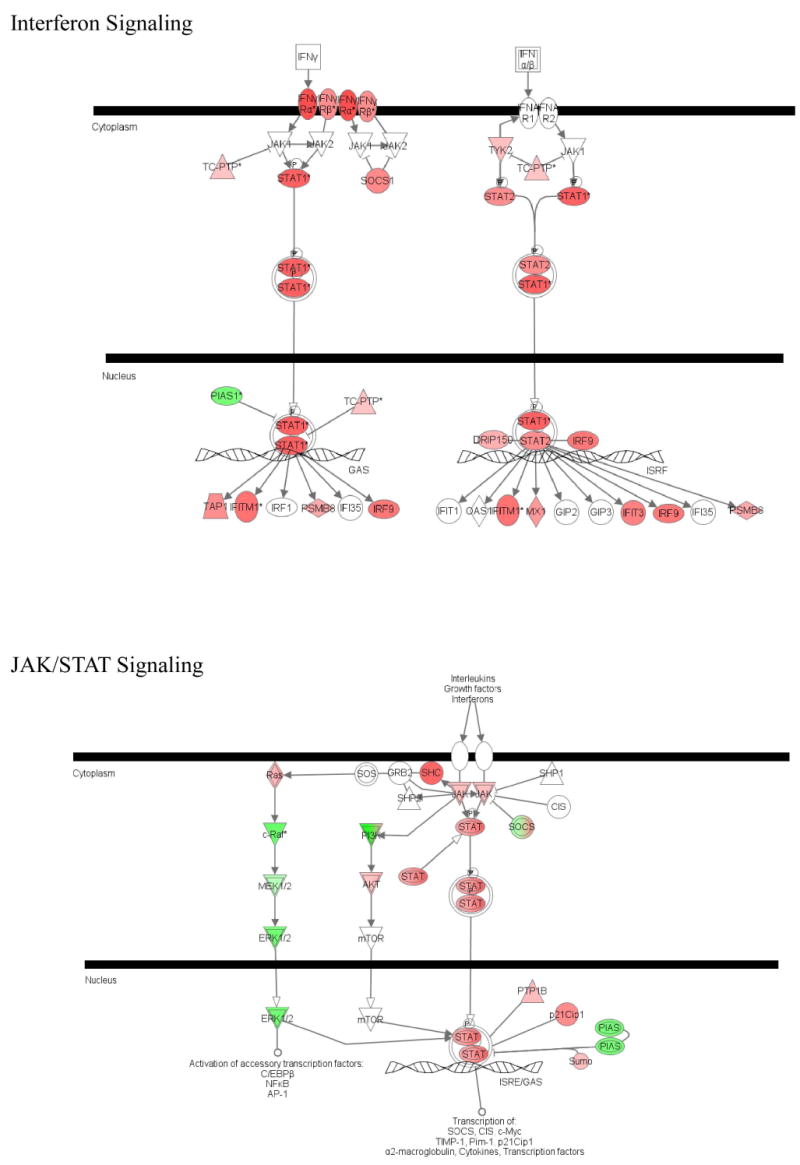 Interferon Signaling
IFNγ
IFN
α/β
IFNγ
Rα*
IFNγ
Rβ*
IFNγ
Rα*
IFNγ
Rβ*
IFNA
R1
IFNA
R2
Cytoplasm
JAK1
JAK2
JAK1
JAK2
TYK2
JAK1
TC-PTP*
TC-PTP*
P
STAT1*
SOCS1
P
STAT2
P
STAT1*
P
STAT1*
P
STAT1*
P
STAT2
STAT1*
Nucleus
PIAS1*
TC-PTP*
P
STAT1*
STAT1*
P
STAT1*
DRIP150
STAT2
IRF9
GAS
ISRF
TAP1
IFITM1*
IRF1
PSMB8
IFI35
IRF9
IFIT1
OAS1
IFITM1*
MX1
GIP2
GIP3
IFIT3
IRF9
IFI35
PSMB8
JAK/STAT Signaling
Interleukins
Growth factors
Interferons
Cytoplasm
Ras
SOS
GRB2
SHC
SHP1
SHP2
JAK
JAK
CIS
c-Raf*
PI3K
P
STAT
SOCS
MEK1/2
AKT
STAT
STAT
P
STAT
ERK1/2
mTOR
Nucleus
PTP1B
p21Cip1
ERK1/2
mTOR
P
STAT
STAT
PIAS
PIAS
Sumo
Activation of accessory transcription factors:
C/EBPβ
NFκB
AP-1
ISRE/GAS
Transcription of:
SOCS, CIS, c-Myc
TIMP-1, Pim-1, p21Cip1
α2-macroglobulin, Cytokines, Transcription factors